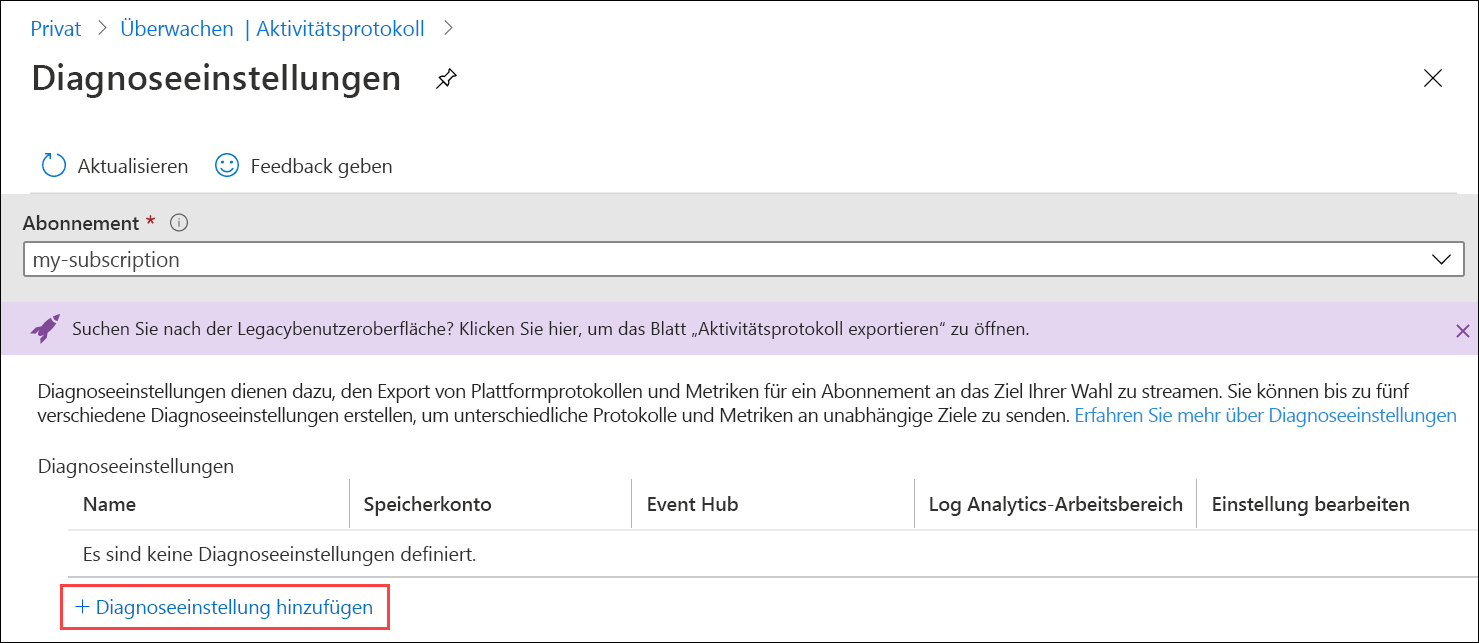 Privat > Überwachen | Aktivitätsprotokoll >
Diagnoseeinstellungen
Aktualisieren Feedback geben
Abonnement *
my-subscription
Suchen Sie nach der Legacybenutzeroberfläche? Klicken Sie hier, um das Blatt „Aktivitätsprotokoll exportieren“ zu öffnen.
Diagnoseeinstellungen dienen dazu, den Export von Plattformprotokollen und Metriken für ein Abonnement an das Ziel Ihrer Wahl zu streamen. Sie können bis zu fünf
verschiedene Diagnoseeinstellungen erstellen, um unterschiedliche Protokolle und Metriken an unabhängige Ziele zu senden. Erfahren Sie mehr über Diagnoseeinstellungen
Diagnoseeinstellungen
Name Speicherkonto Event Hub Log Analytics-Arbeitsbereich Einstellung bearbeiten
Es sind keine Diagnoseeinstellungen definiert.
+ Diagnoseeinstellung hinzufügen